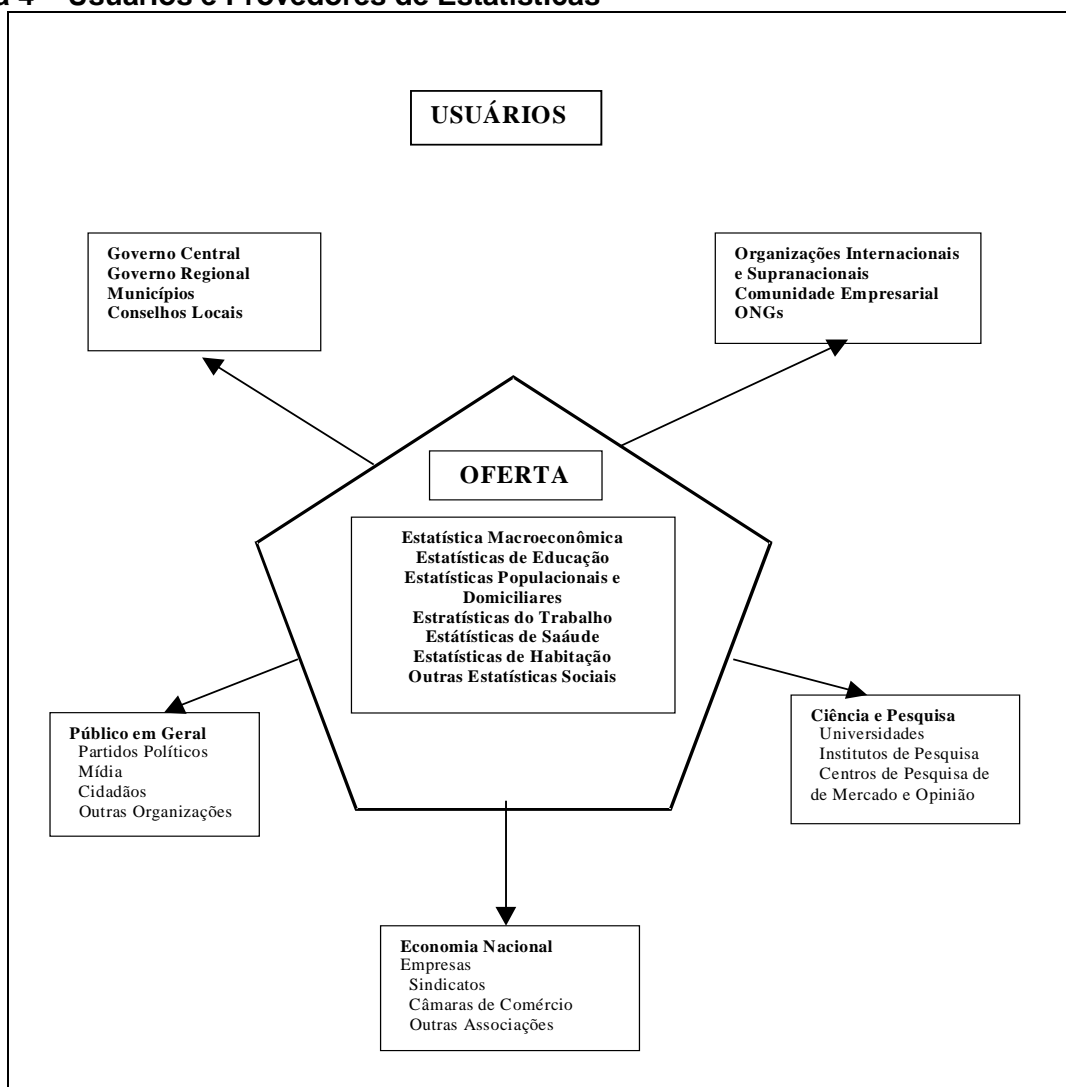 a 4 – Usuários e Provedores de Estatísticas
USUÁRIOS
Governo Central
Governo Regional
Municípios
Conselhos Locais
Organizações Internacionais
e Supranacionais
Comunidade Empresarial
ONGs
OFERTA
Estatística Macroeconômica
Estatísticas de Educação
Estatísticas Populacionais e
Domiciliares
Estratísticas do Trabalho
Estátísticas de Saáude
Estatísticas de Habitação
Outras Estatísticas Sociais
Público em Geral
Partidos Políticos
Mídia
Cidadãos
Outras Organizações
Ciência e Pesquisa
Universidades
Institutos de Pesquisa
Centros de Pesquisa de
de Mercado e Opinião
Economia Nacional
Empresas
Sindicatos
Câmaras de Comércio
Outras Associações